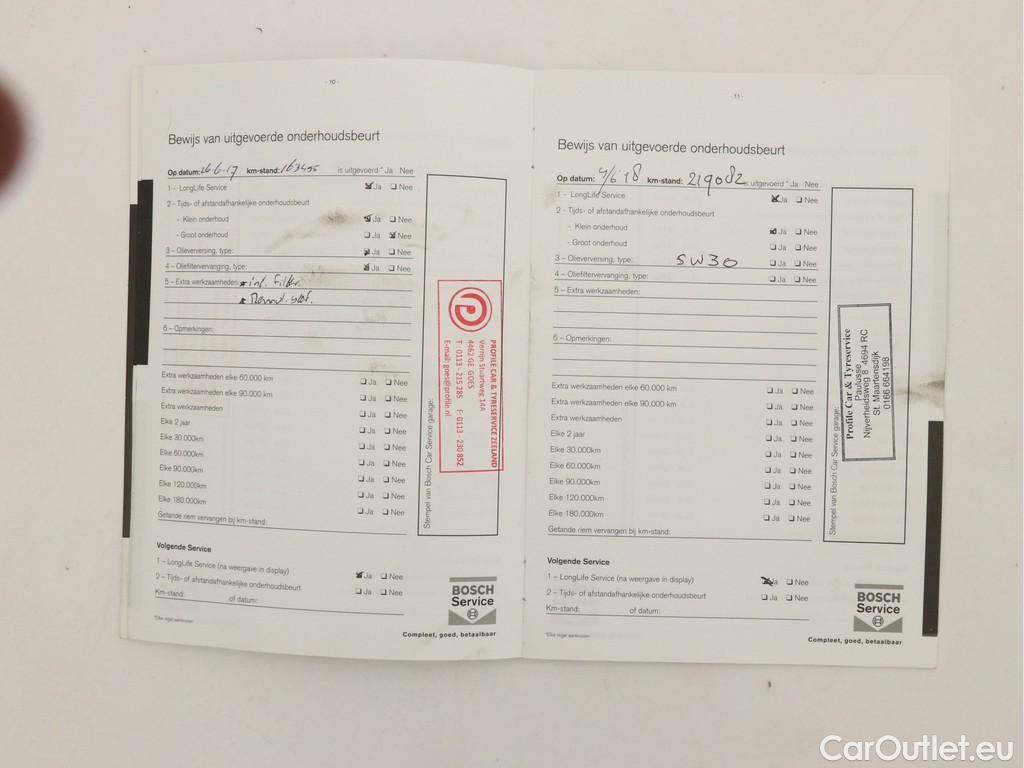 - 10 -
Bewijs van uitgevoerde onderhoudsbeurt
Op datum: 26-6-17 km-stand: 163495 is uitgevoerd * Ja Nee
1 - LongLife Service Ja Nee
2 - Tijds- of afstandafhankelijke onderhoudsbeurt
- Klein onderhoud Ja Nee
- Groot onderhoud Ja Nee
3 – Olieverversing, type: Ja Nee
4 – Oliefiltervervanging, type: Ja Nee
5 - Extra werkzaamheden: * int. Filter.
6 – Opmerkingen:
Extra werkzaamheden elke 60.000 km Ja Nee
Extra werkzaamheden elke 90.000 km Ja Nee
Extra werkzaamheden Ja Nee
Elke 2 jaar Ja Nee
Elke 30.000km Ja Nee
Elke 60.000km Ja Nee
Elke 90.000km Ja Nee
Elke 120.000km Ja Nee
Elke 180.000km Ja Nee
Getande riem vervangen bij km-stand:
Stempel van Bosch Car Service garage:
PROFILE CAR & TYRESERVICE ZEELAND
Verrijn Stuartweg 14A
4462 GE GOES
T: 0113 - 215 285 F: 0113 - 230 852
E-mail: goes@profile.nl
Volgende Service
1 – LongLife Service (na weergave in display) Ja Nee
2 – Tijds- of afstandafhankelijke onderhoudsbeurt Ja Nee
Km-stand: of datum:
*Elke regel aankruisen
BOSCH
Service
Compleet, goed, betaalbaar
- 11 -
Bewijs van uitgevoerde onderhoudsbeurt
Op datum: 4/6'18 km-stand: 219082 is uitgevoerd * Ja Nee
1 - LongLife Service Ja Nee
2 - Tijds- of afstandafhankelijke onderhoudsbeurt
- Klein onderhoud Ja Nee
- Groot onderhoud Ja Nee
3 – Olieverversing, type: 5W30 Ja Nee
4 – Oliefiltervervanging, type: Ja Nee
5 – Extra werkzaamheden:
6 – Opmerkingen:
Extra werkzaamheden elke 60.000 km Ja Nee
Extra werkzaamheden elke 90.000 km Ja Nee
Extra werkzaamheden Ja Nee
Elke 2 jaar Ja Nee
Elke 30.000km Ja Nee
Elke 60.000km Ja Nee
Elke 90.000km Ja Nee
Elke 120.000km Ja Nee
Elke 180.000km Ja Nee
Getande riem vervangen bij km-stand:
Stempel van Bosch Car Service garage:
Profile Car & Tyreservice
Paulusse
Nijverheidsweg 8 4694 RC
St. Maartensdijk
0166 664198
Volgende Service
1 – LongLife Service (na weergave in display) Ja Nee
2 – Tijds- of afstandafhankelijke onderhoudsbeurt Ja Nee
Km-stand: of datum:
*Elke regel aankruisen
BOSCH
Service
Compleet, goed, betaalbaar
CarOutlet.eu